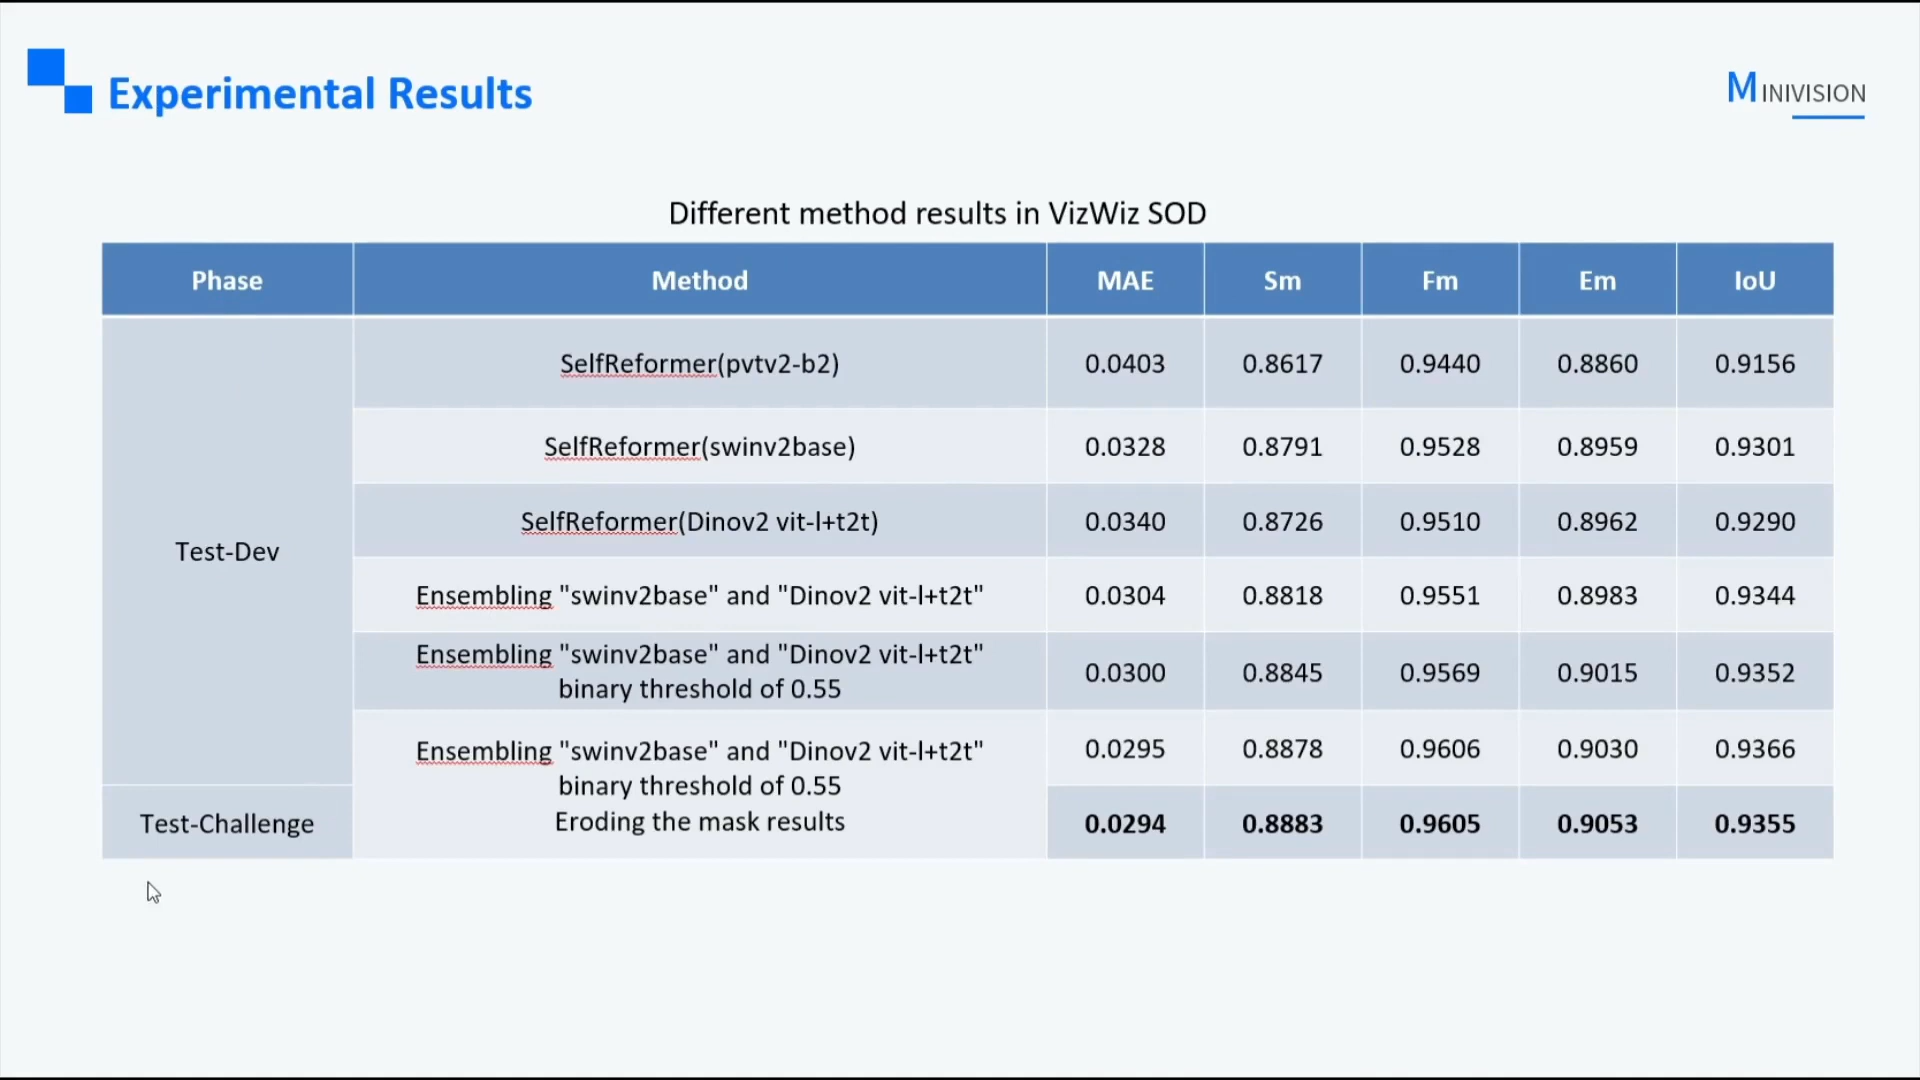 Experimental Results
MINIVISION
Different method results in VizWiz SOD
Phase Method MAE Sm Fm Em IoU
SelfReformer(pvtv2-b2) 0.0403 0.8617 0.9440 0.8860 0.9156
SelfReformer(swinv2base) 0.0328 0.8791 0.9528 0.8959 0.9301
SelfReformer(Dinov2 vit-l+t2t) 0.0340 0.8726 0.9510 0.8962 0.9290
Test-Dev
Ensembling "swinv2base" and "Dinov2 vit-l+t2t" 0.0304 0.8818 0.9551 0.8983 0.9344
Ensembling "swinv2base" and "Dinov2 vit-l+t2t"
binary threshold of 0.55
0.0300 0.8845 0.9569 0.9015 0.9352
Ensembling "swinv2base" and "Dinov2 vit-l+t2t"
binary threshold of 0.55
Eroding the mask results
0.0295 0.8878 0.9606 0.9030 0.9366
Test-Challenge
0.0294 0.8883 0.9605 0.9053 0.9355